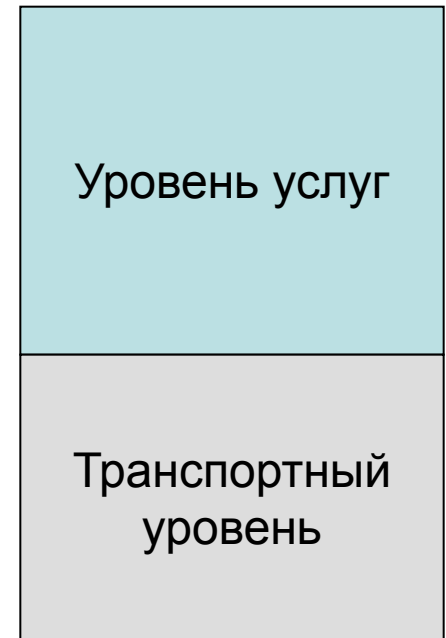 Уровень услуг
Транспортный
уровень